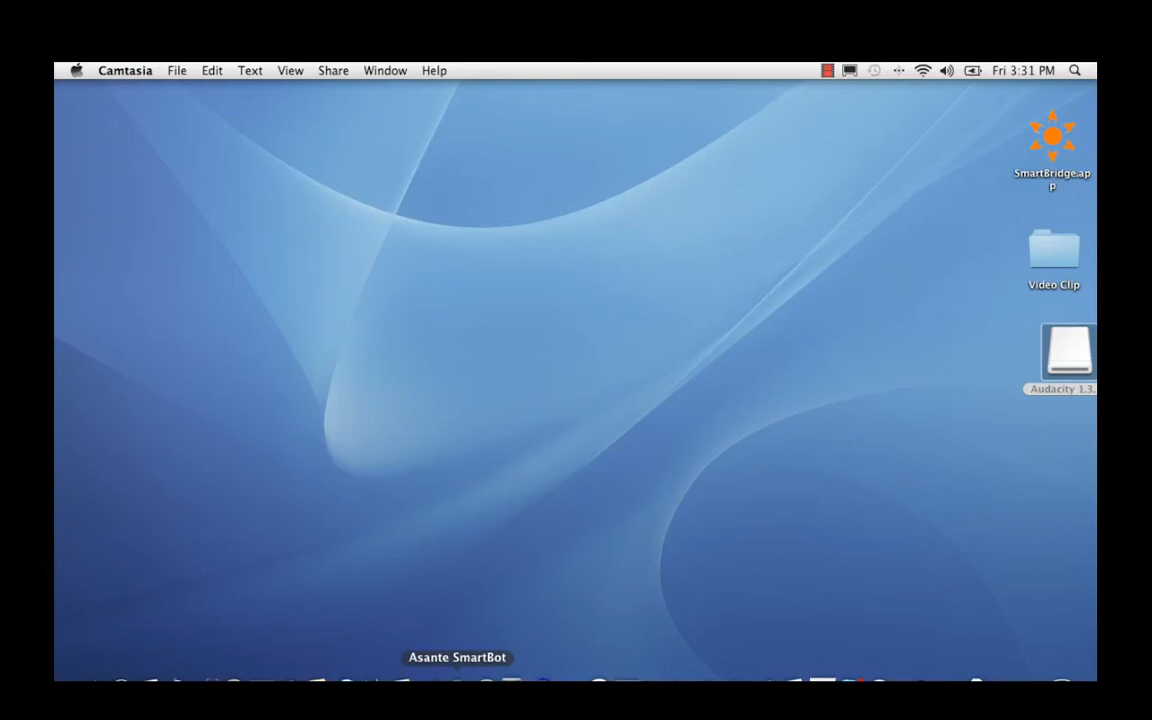 Camtasia File Edit Text View Share Window Help Fri 3:31 PM
SmartBridge.ap
p
Video Clip
Audacity 1.3.
Asante SmartBot